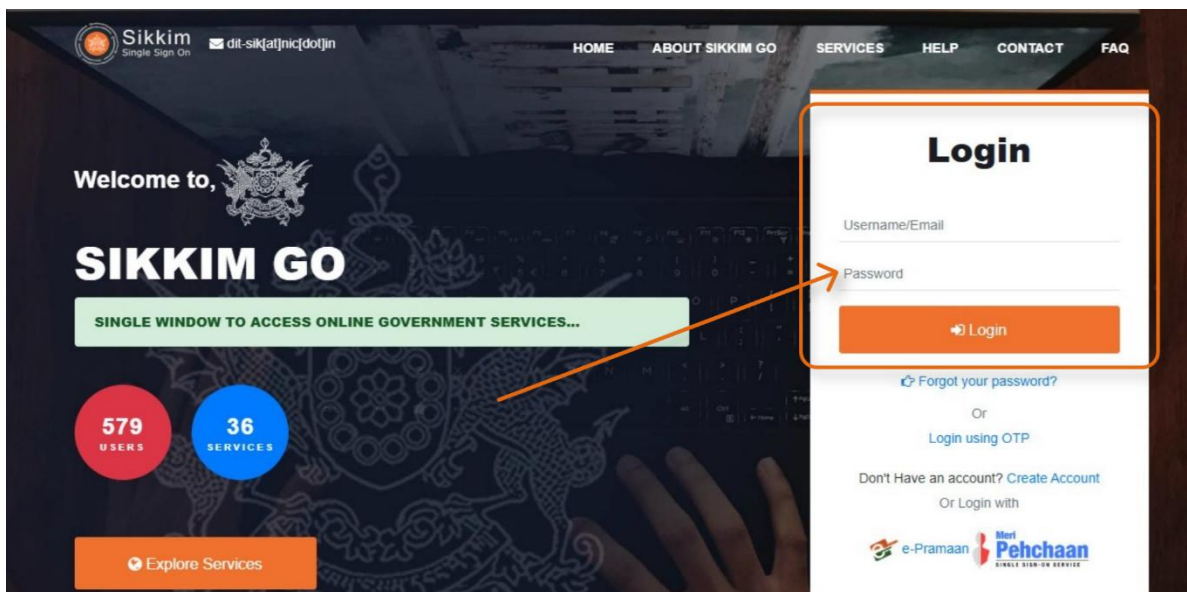 Sikkim
Single Sign On
dit-sik[at]nic[dot]in
HOME
ABOUT SIKKIM GO
SERVICES
HELP
CONTACT
FAQ
Welcome to,
SIKKIM GO
SINGLE WINDOW TO ACCESS ONLINE GOVERNMENT SERVICES...
579
USERS
36
SERVICES
Explore Services
Login
Username/Email
Password
Login
Forgot your password?
Or
Login using OTP
Don't Have an account? Create Account
Or Login with
e-Pramaan
Meri
Pehchaan
SINGLE SIGN-ON SERVICE